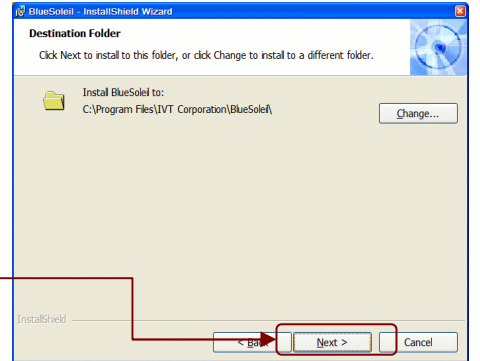 BlueSoleil - InstallShield Wizard
Destination Folder
Click Next to install to this folder, or click Change to install to a different folder.
Install BlueSoleil to:
C:\Program Files\IVT Corporation\BlueSoleil\
Change...
InstallShield
< Back Next > Cancel